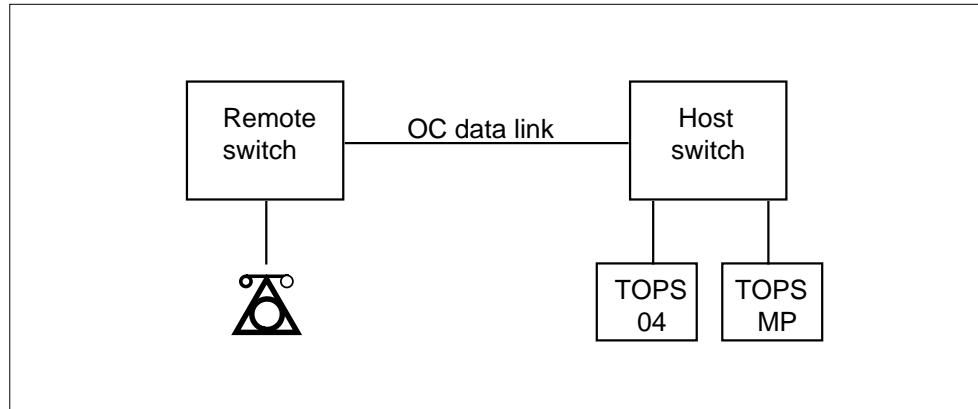 Remote
switch
OC data link
Host
switch
TOPS
04
TOPS
MP